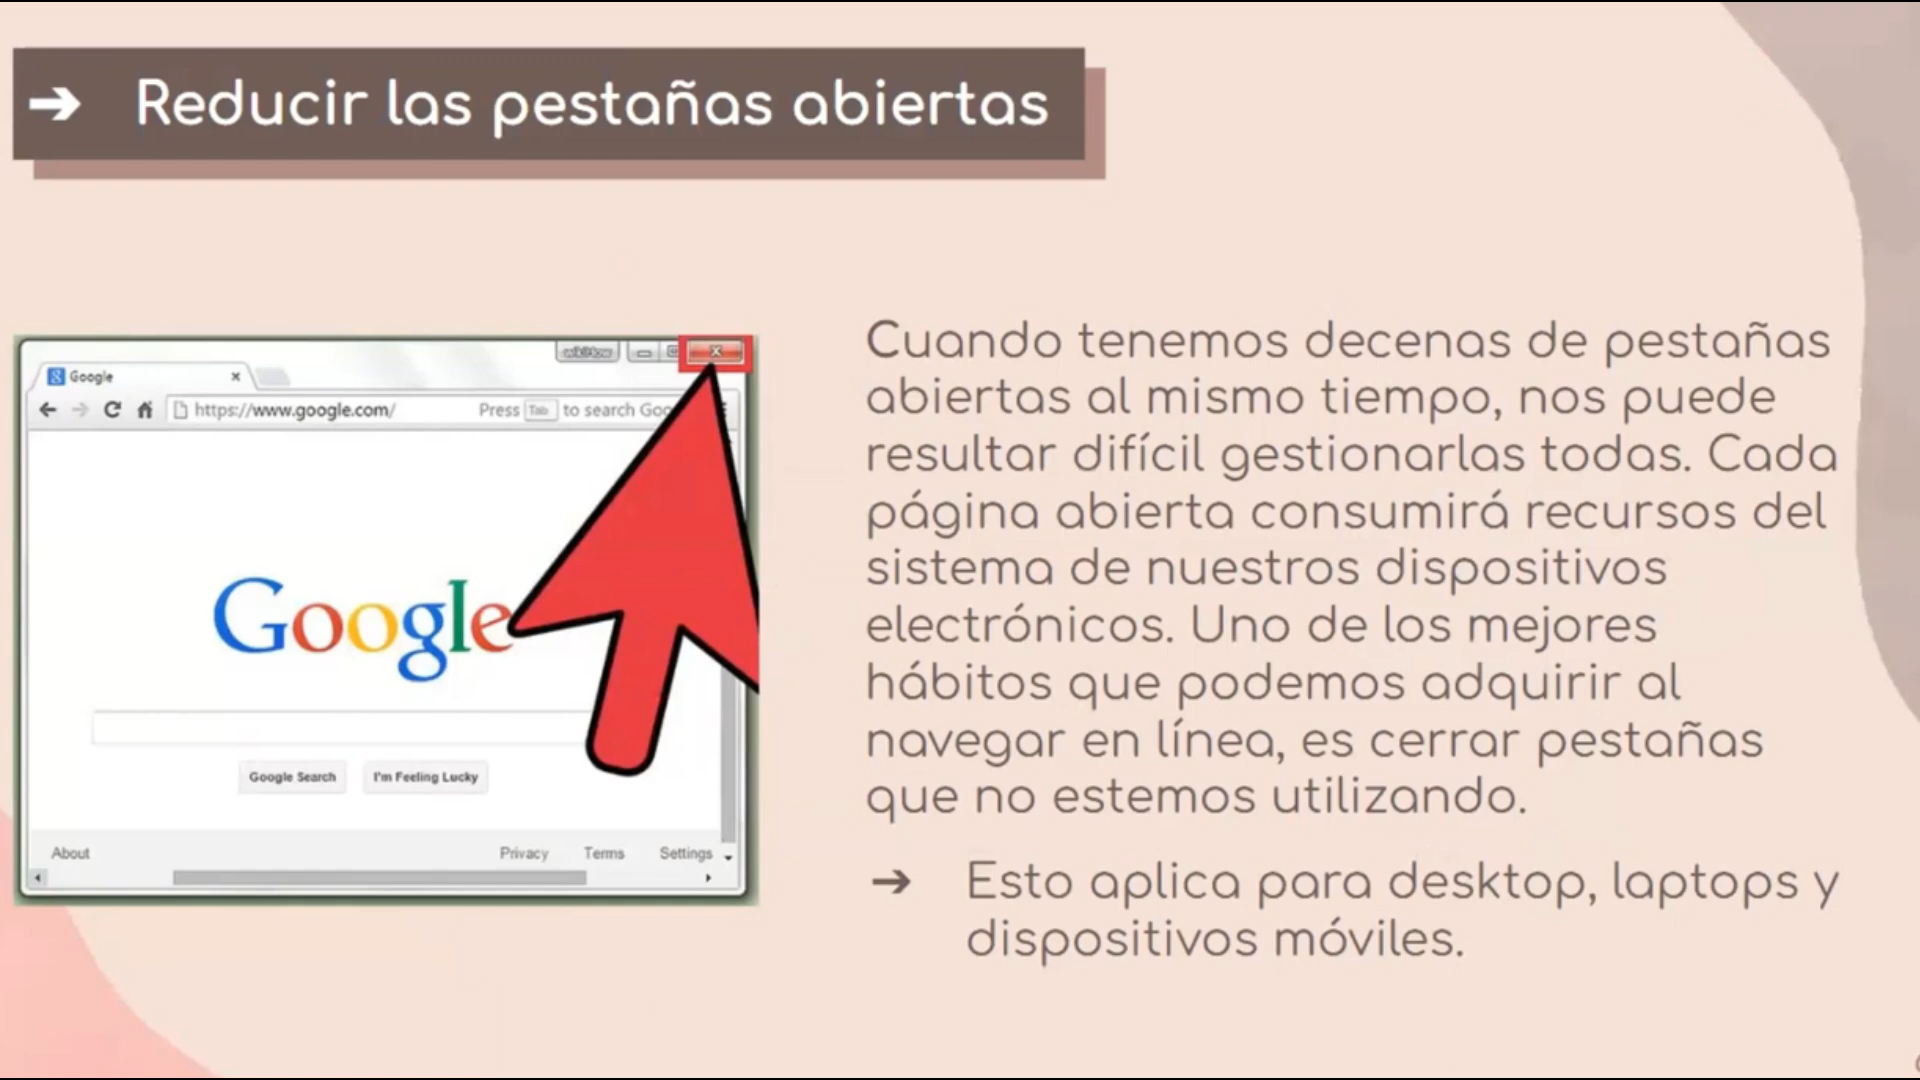 ➔ Reducir las pestañas abiertas
wikiHow
Google
https://www.google.com/ Press Tab to search Goo
Google
Google Search I'm Feeling Lucky
About Privacy Terms Settings
Cuando tenemos decenas de pestañas
abiertas al mismo tiempo, nos puede
resultar difícil gestionarlas todas. Cada
página abierta consumirá recursos del
sistema de nuestros dispositivos
electrónicos. Uno de los mejores
hábitos que podemos adquirir al
navegar en línea, es cerrar pestañas
que no estemos utilizando.
➔ Esto aplica para desktop, laptops y
dispositivos móviles.